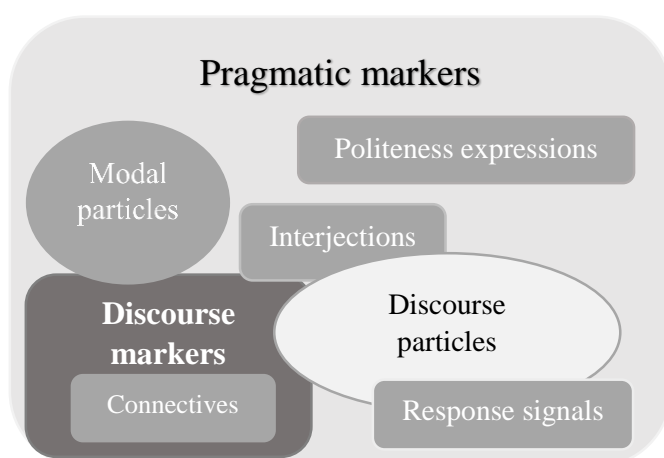 Pragmatic markers
Politeness expressions
Modal
particles
Interjections
Discourse
markers
Discourse
particles
Connectives
Response signals